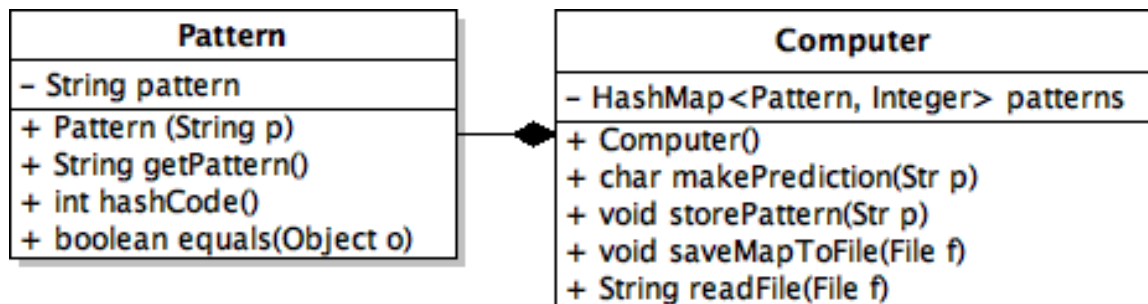 Pattern
- String pattern
+ Pattern (String p)
+ String getPattern()
+ int hashCode()
+ boolean equals(Object o)
Computer
- HashMap<Pattern, Integer> patterns
+ Computer()
+ char makePrediction(Str p)
+ void storePattern(Str p)
+ void saveMapToFile(File f)
+ String readFile(File f)